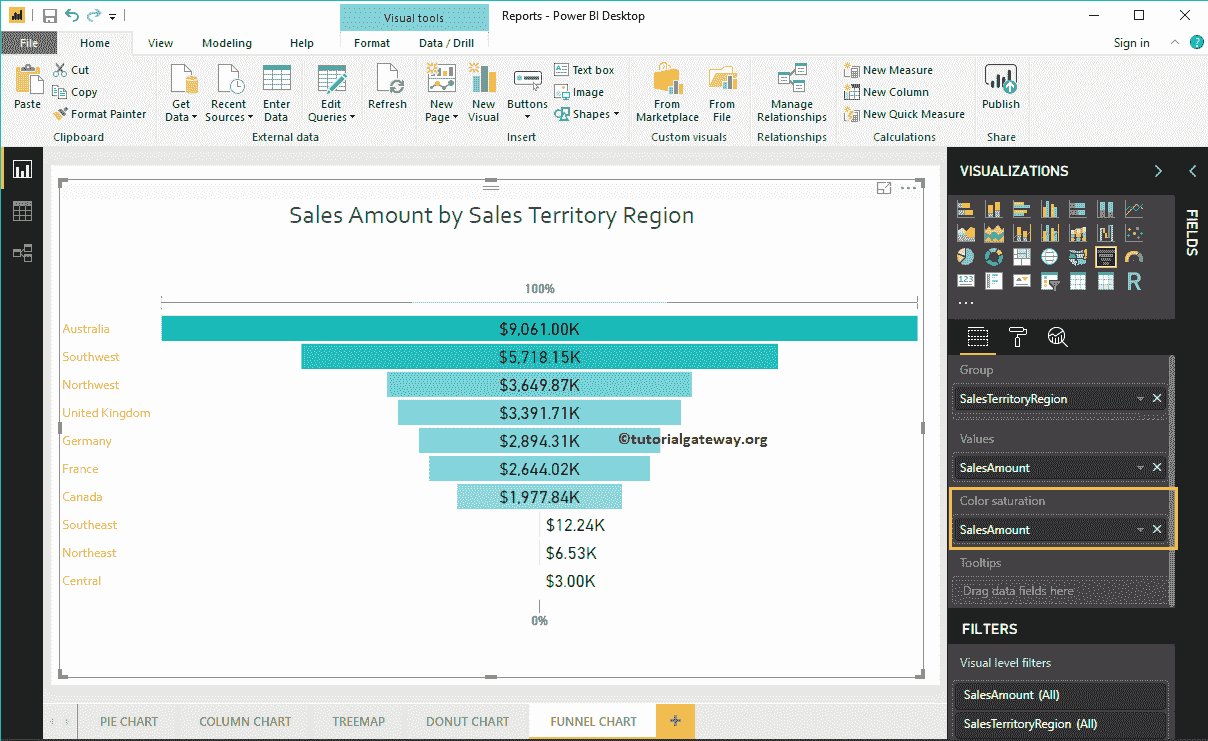 Visual tools
Reports - Power BI Desktop
File Home View Modeling Help Format Data / Drill Sign in ?
Paste
Cut
Copy
Format Painter
Clipboard
Get Data
Recent Sources
Enter Data
Edit Queries
External data
Refresh
New Page
New Visual
Buttons
Text box
Image
Shapes
Insert
From Marketplace
From File
Custom visuals
Manage Relationships
Relationships
New Measure
New Column
New Quick Measure
Calculations
Publish
Share
Sales Amount by Sales Territory Region
100%
Australia $9,061.00K
Southwest $5,718.15K
Northwest $3,649.87K
United Kingdom $3,391.71K
Germany $2,894.31K
©tutorialgateway.org
France $2,644.02K
Canada $1,977.84K
Southeast $12.24K
Northeast $6.53K
Central $3.00K
0%
VISUALIZATIONS
FIELDS
123
R
Group
SalesTerritoryRegion
Values
SalesAmount
Color saturation
SalesAmount
Tooltips
Drag data fields here
FILTERS
Visual level filters
SalesAmount (All)
SalesTerritoryRegion (All)
PIE CHART COLUMN CHART TREEMAP DONUT CHART FUNNEL CHART +